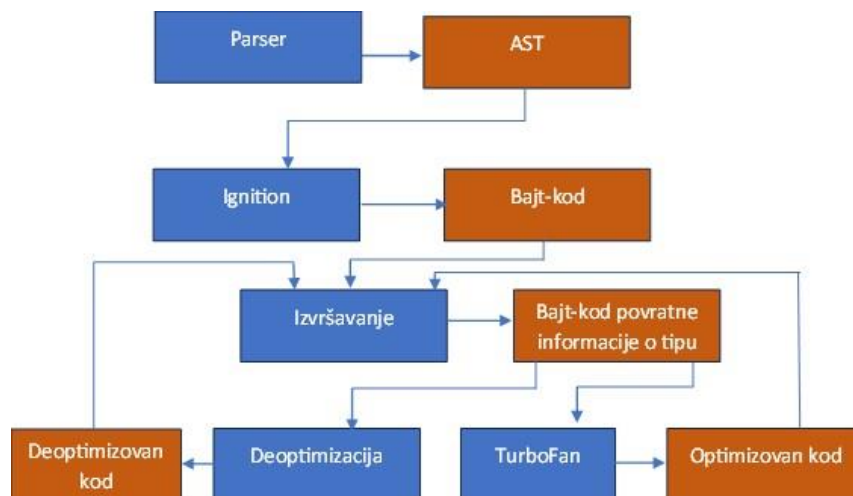 Parser
AST
Ignition
Bajt-kod
Izvršavanje
Bajt-kod povratne
informacije o tipu
Deoptimizovan
kod
Deoptimizacija
TurboFan
Optimizovan kod